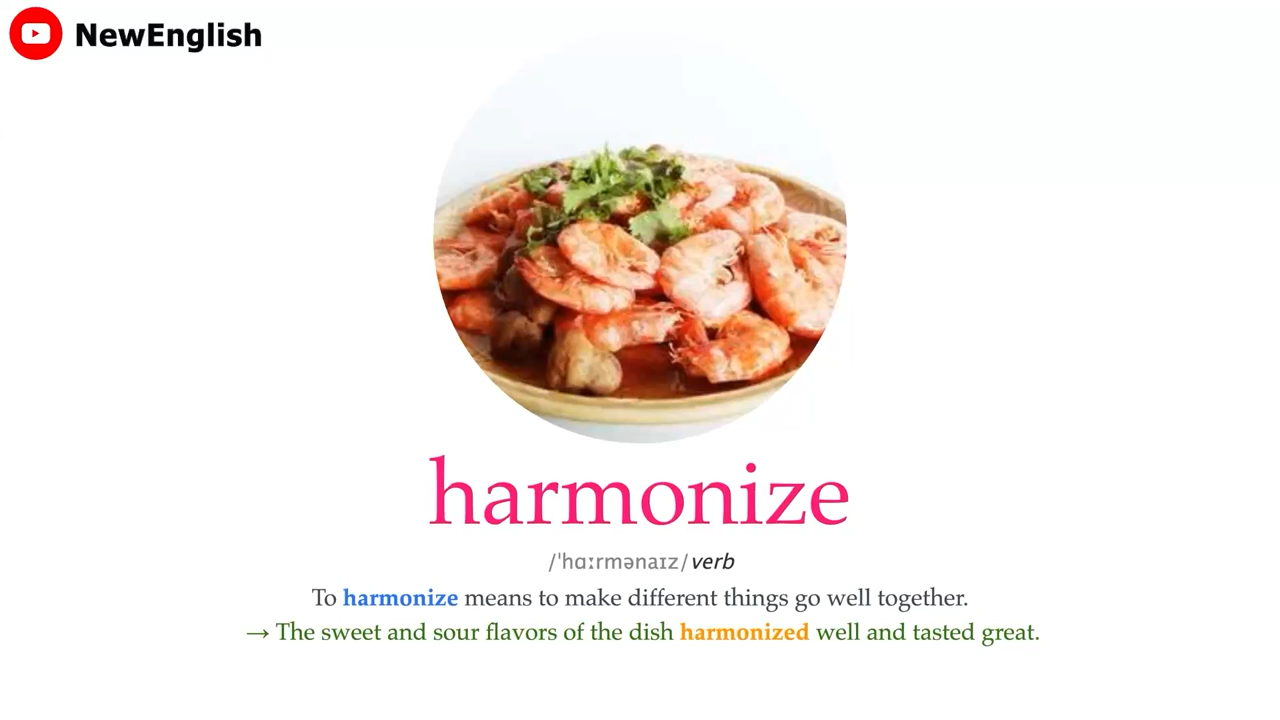 NewEnglish
harmonize
/ˈhɑːrmənaɪz/ verb
To harmonize means to make different things go well together.
→ The sweet and sour flavors of the dish harmonized well and tasted great.